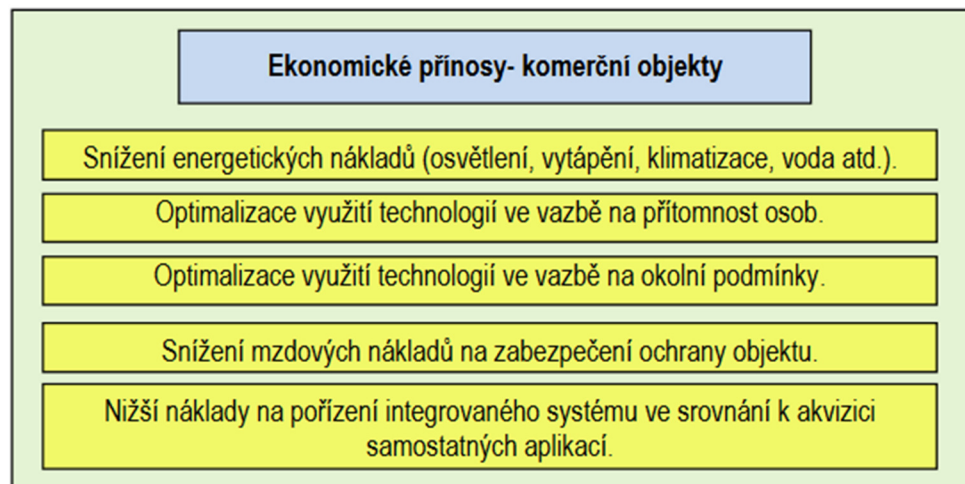 Ekonomické přínosy- komerční objekty
Snížení energetických nákladů (osvětlení, vytápění, klimatizace, voda atd.).
Optimalizace využití technologií ve vazbě na přítomnost osob.
Optimalizace využití technologií ve vazbě na okolní podmínky.
Snížení mzdových nákladů na zabezpečení ochrany objektu.
Nižší náklady na pořízení integrovaného systému ve srovnání k akvizici
samostatných aplikací.